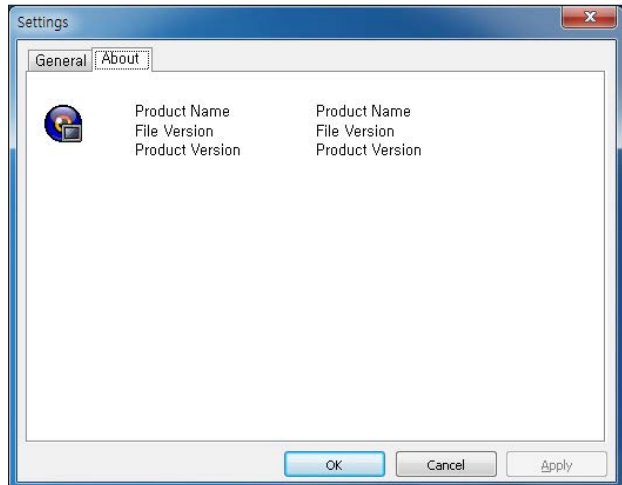 Settings
General About
Product Name Product Name
File Version File Version
Product Version Product Version
OK Cancel Apply